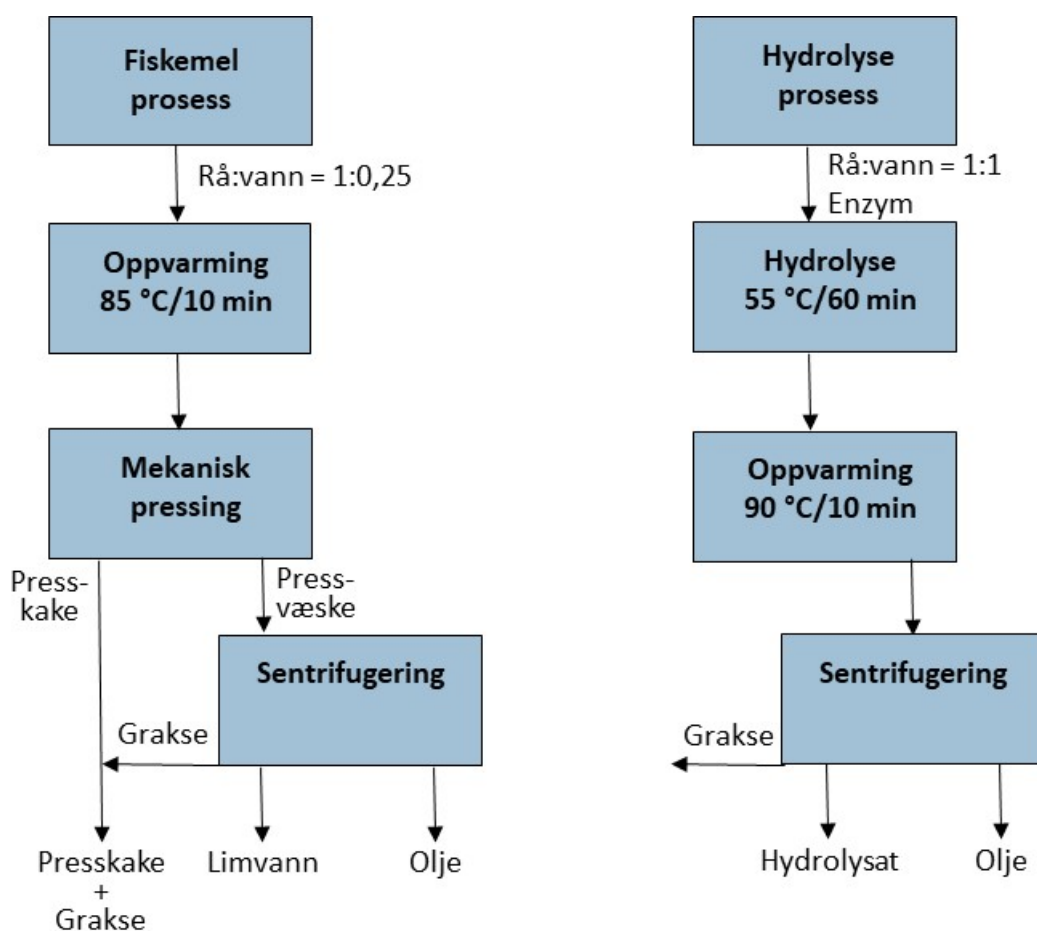 Fiskemel
prosess
Rå:vann = 1:0,25
Oppvarming
85 °C/10 min
Mekanisk
pressing
Press-
kake
Press-
væske
Sentrifugering
Grakse
Presskake
+
Grakse
Limvann
Olje
Hydrolyse
prosess
Rå:vann = 1:1
Enzym
Hydrolyse
55 °C/60 min
Oppvarming
90 °C/10 min
Sentrifugering
Grakse
Hydrolysat
Olje